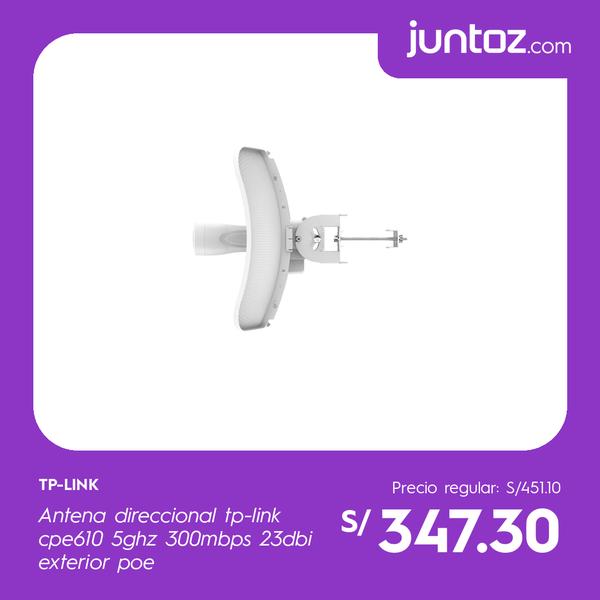 juntoz.com
TP-LINK
Antena direccional tp-link
cpe610 5ghz 300mbps 23dbi
exterior poe
Precio regular: S/451.10
S/ 347.30